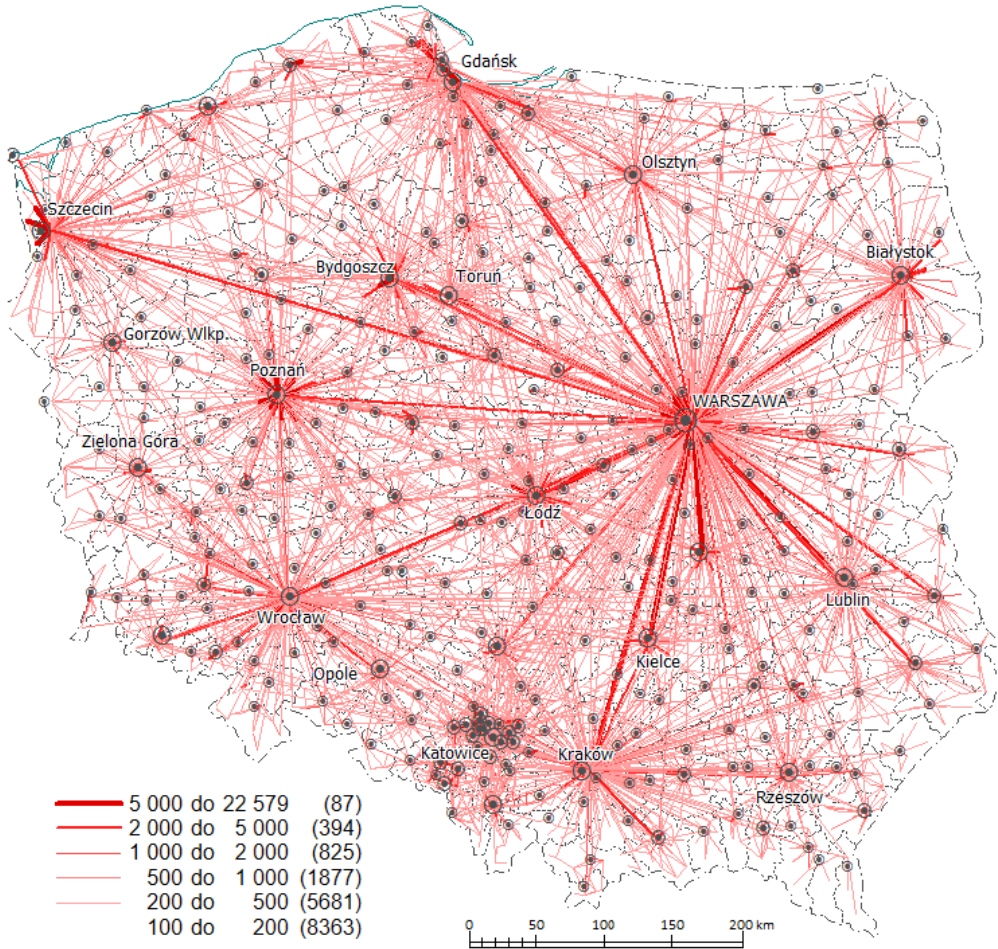 Gdańsk
Olsztyn
Szczecin
Białystok
Bydgoszcz
Toruń
Gorzów Wlkp.
Poznań
WARSZAWA
Zielona Góra
Łódź
Wrocław
Lublin
Opole
Kielce
Katowice
Kraków
Rzeszów
5 000 do 22 579 (87)
2 000 do 5 000 (394)
1 000 do 2 000 (825)
500 do 1 000 (1877)
200 do 500 (5681)
100 do 200 (8363)
0 50 100 150 200 km